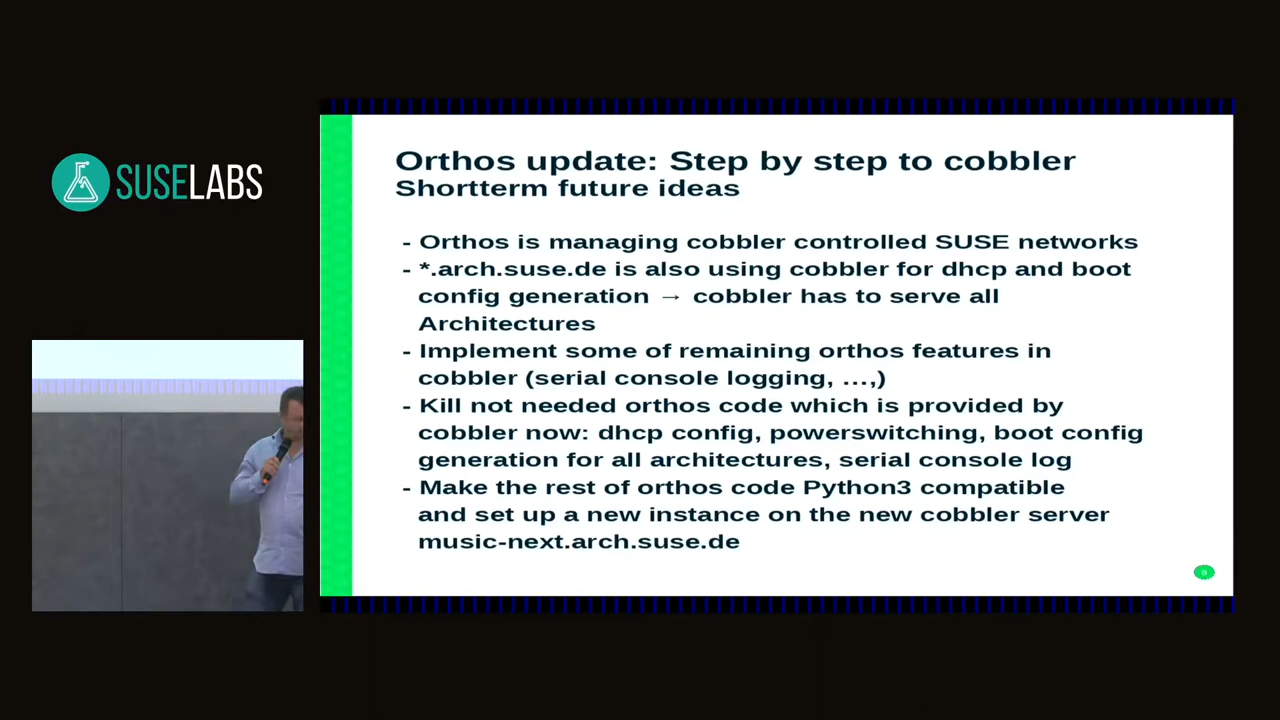 SUSELABS
Orthos update: Step by step to cobbler
Shortterm future ideas
- Orthos is managing cobbler controlled SUSE networks
- *.arch.suse.de is also using cobbler for dhcp and boot
config generation → cobbler has to serve all
Architectures
- Implement some of remaining orthos features in
cobbler (serial console logging, ...,)
- Kill not needed orthos code which is provided by
cobbler now: dhcp config, powerswitching, boot config
generation for all architectures, serial console log
- Make the rest of orthos code Python3 compatible
and set up a new instance on the new cobbler server
music-next.arch.suse.de